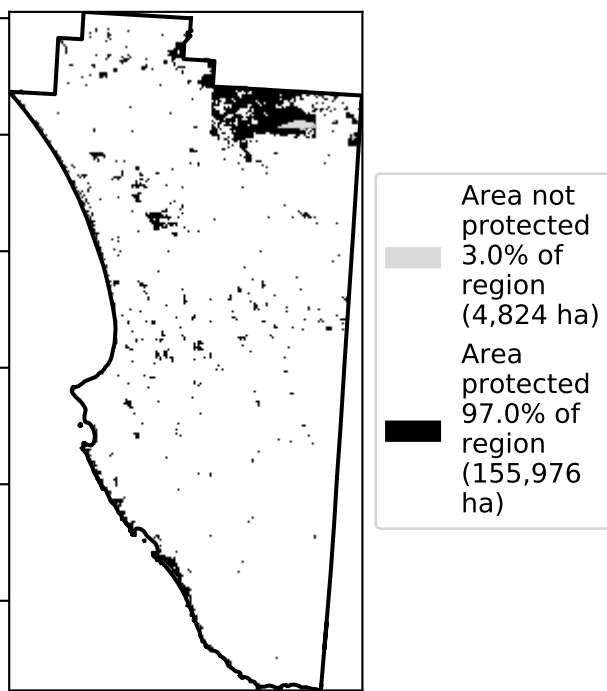 Area not
protected
3.0% of
region
(4,824 ha)
Area
protected
97.0% of
region
(155,976
ha)